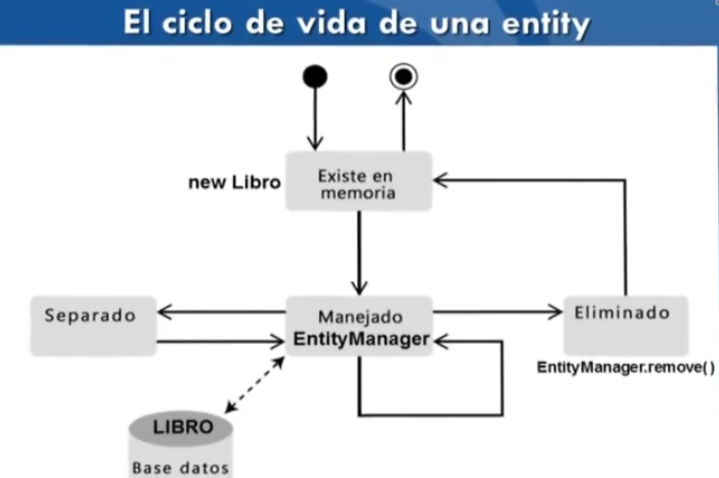 El ciclo de vida de una entity
new Libro
Existe en
memoria
Separado
Manejado
EntityManager
Eliminado
EntityManager.remove()
LIBRO
Base datos